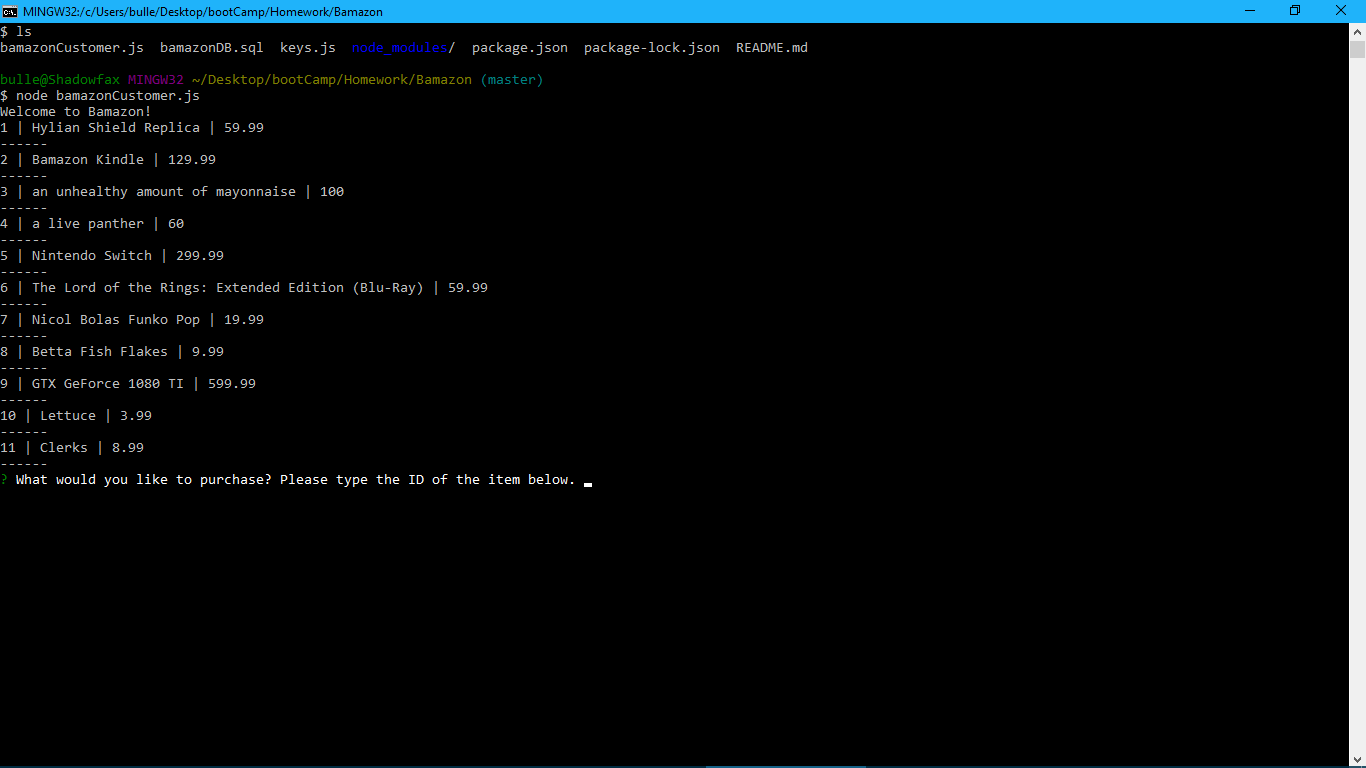 MINGW32:/c/Users/bulle/Desktop/bootCamp/Homework/Bamazon
$ ls
bamazonCustomer.js  bamazonDB.sql  keys.js  node_modules/  package.json  package-lock.json  README.md
bulle@Shadowfax MINGW32 ~/Desktop/bootCamp/Homework/Bamazon (master)
$ node bamazonCustomer.js
Welcome to Bamazon!
1 | Hylian Shield Replica | 59.99
------
2 | Bamazon Kindle | 129.99
------
3 | an unhealthy amount of mayonnaise | 100
------
4 | a live panther | 60
------
5 | Nintendo Switch | 299.99
------
6 | The Lord of the Rings: Extended Edition (Blu-Ray) | 59.99
------
7 | Nicol Bolas Funko Pop | 19.99
------
8 | Betta Fish Flakes | 9.99
------
9 | GTX GeForce 1080 TI | 599.99
------
10 | Lettuce | 3.99
------
11 | Clerks | 8.99
------
? What would you like to purchase? Please type the ID of the item below.